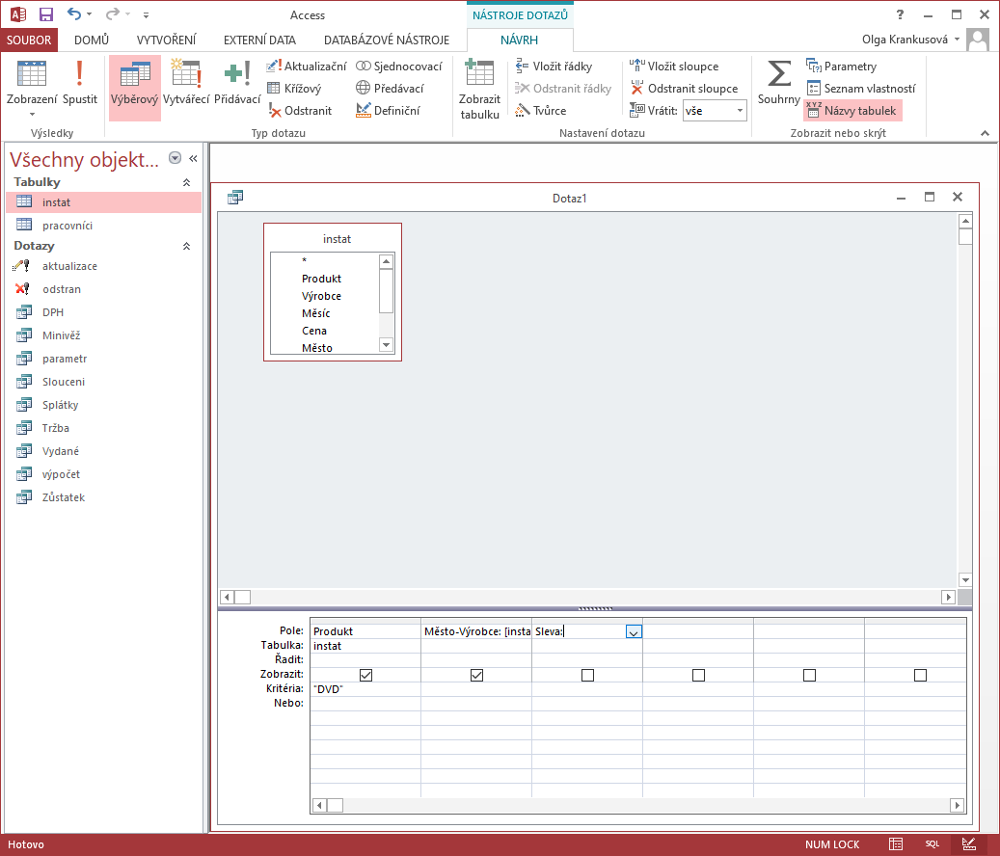 Access
NÁSTROJE DOTAZŮ
?
SOUBOR DOMŮ VYTVOŘENÍ EXTERNÍ DATA DATABÁZOVÉ NÁSTROJE NÁVRH Olga Krankusová
Zobrazení Spustit
Výsledky
Výběrový Vytvářecí Přidávací
Aktualizační Sjednocovací
Křížový Předávací
Odstranit Definiční
Typ dotazu
Zobrazit tabulku
Vložit řádky Vložit sloupce
Odstranit řádky Odstranit sloupce
Tvůrce Vrátit: vše
Nastavení dotazu
Souhrny
Parametry
Seznam vlastností
XYZ Názvy tabulek
Zobrazit nebo skrýt
Všechny objekt...
Tabulky
instat
pracovníci
Dotazy
aktualizace
odstran
DPH
Minivěž
parametr
Slouceni
Splátky
Tržba
Vydané
výpočet
Zůstatek
Dotaz1
instat
*
Produkt
Výrobce
Měsíc
Cena
Město
Pole: Produkt Město-Výrobce: [insta Sleva:
Tabulka: instat
Řadit:
Zobrazit:
Kritéria: "DVD"
Nebo:
Hotovo NUM LOCK SQL